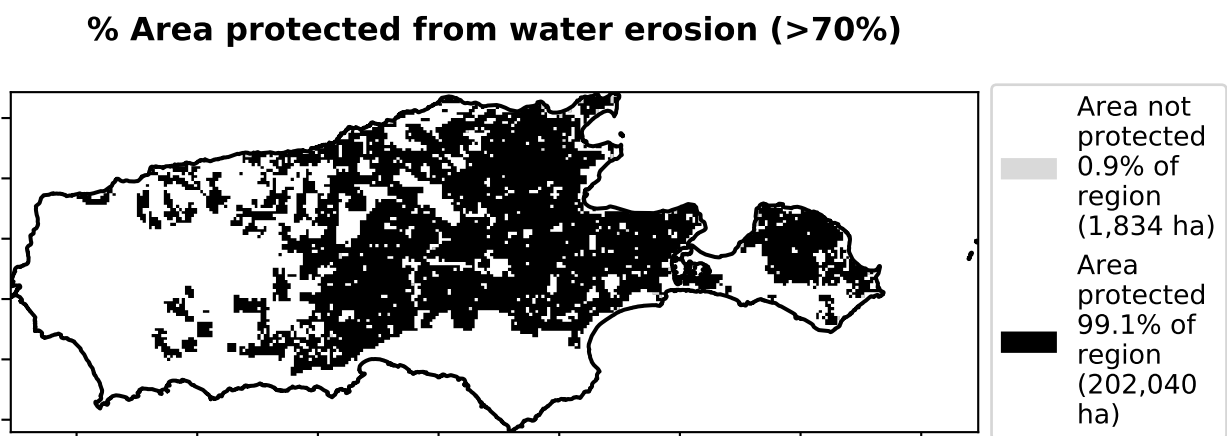 % Area protected from water erosion (>70%)
Area not
protected
0.9% of
region
(1,834 ha)
Area
protected
99.1% of
region
(202,040
ha)